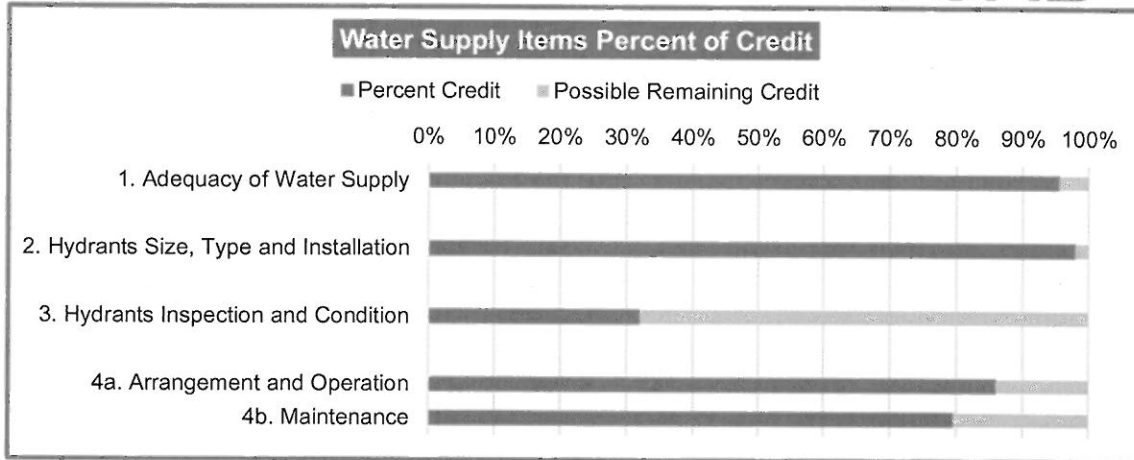 Water Supply Items Percent of Credit
Percent Credit Possible Remaining Credit
0% 10% 20% 30% 40% 50% 60% 70% 80% 90% 100%
1. Adequacy of Water Supply
2. Hydrants Size, Type and Installation
3. Hydrants Inspection and Condition
4a. Arrangement and Operation
4b. Maintenance